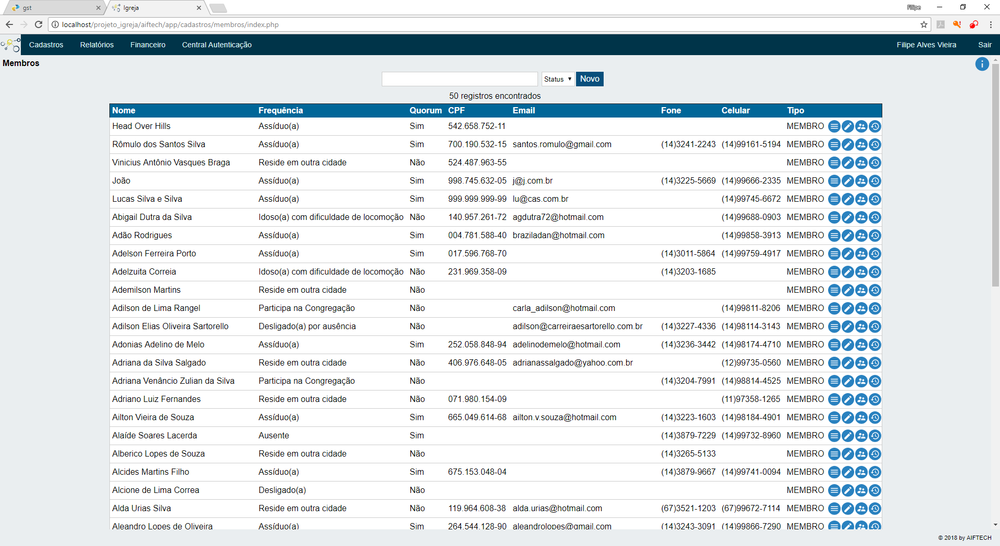 gst
Igreja
Filipe
localhost/projeto_igreja/aiftech/app/cadastros/membros/index.php
Cadastros Relatórios Financeiro Central Autenticação Filipe Alves Vieira Sair
Membros
Status Novo
50 registros encontrados
Nome Frequência Quorum CPF Email Fone Celular Tipo
Head Over Hills Assíduo(a) Sim 542.658.752-11 MEMBRO
Rômulo dos Santos Silva Assíduo(a) Sim 700.190.532-15 santos.romulo@gmail.com (14)3241-2243 (14)99161-5194 MEMBRO
Vinicius Antônio Vasques Braga Reside em outra cidade Não 524.487.963-55 MEMBRO
João Assíduo(a) Sim 998.745.632-05 j@j.com.br (14)3225-5669 (14)99666-2335 MEMBRO
Lucas Silva e Silva Assíduo(a) Sim 999.999.999-99 lu@cas.com.br (14)99745-6672 MEMBRO
Abigail Dutra da Silva Idoso(a) com dificuldade de locomoção Não 140.957.261-72 agdutra72@hotmail.com (14)99688-0903 MEMBRO
Adão Rodrigues Assíduo(a) Sim 004.781.588-40 braziladan@hotmail.com (14)99858-3913 MEMBRO
Adelson Ferreira Porto Assíduo(a) Sim 017.596.768-70 (14)3011-5864 (14)99759-4917 MEMBRO
Adelzuita Correia Idoso(a) com dificuldade de locomoção Não 231.969.358-09 (14)3203-1685 MEMBRO
Ademilson Martins Reside em outra cidade Não MEMBRO
Adilson de Lima Rangel Participa na Congregação Não carla_adilson@hotmail.com (14)99811-8206 MEMBRO
Adilson Elias Oliveira Sartorello Desligado(a) por ausência Não adilson@carreiraesartorello.com.br (14)3227-4336 (14)98114-3143 MEMBRO
Adonias Adelino de Melo Assíduo(a) Sim 252.058.848-94 adelinodemelo@hotmail.com (14)3236-3442 (14)98174-4710 MEMBRO
Adriana da Silva Salgado Reside em outra cidade Não 406.976.648-05 adrianassalgado@yahoo.com.br (12)99735-0560 MEMBRO
Adriana Venâncio Zulian da Silva Participa na Congregação Não (14)3204-7991 (14)98814-4525 MEMBRO
Adriano Luiz Fernandes Reside em outra cidade Não 071.980.154-09 (11)97358-1265 MEMBRO
Ailton Vieira de Souza Assíduo(a) Sim 665.049.614-68 ailton.v.souza@hotmail.com (14)3223-1603 (14)98184-4901 MEMBRO
Alaíde Soares Lacerda Ausente Sim (14)3879-7229 (14)99732-8960 MEMBRO
Alberico Lopes de Souza Reside em outra cidade Não (14)3265-5133 MEMBRO
Alcides Martins Filho Assíduo(a) Sim 675.153.048-04 (14)3879-9667 (14)99741-0094 MEMBRO
Alcione de Lima Correa Desligado(a) Não MEMBRO
Alda Urias Silva Reside em outra cidade Não 119.964.608-38 alda.urias@hotmail.com (67)3521-1203 (67)99672-7114 MEMBRO
Aleandro Lopes de Oliveira Assíduo(a) Sim 264.544.128-90 aleandrolopes@gmail.com (14)3243-3091 (14)99866-7290 MEMBRO
© 2018 by AIFTECH